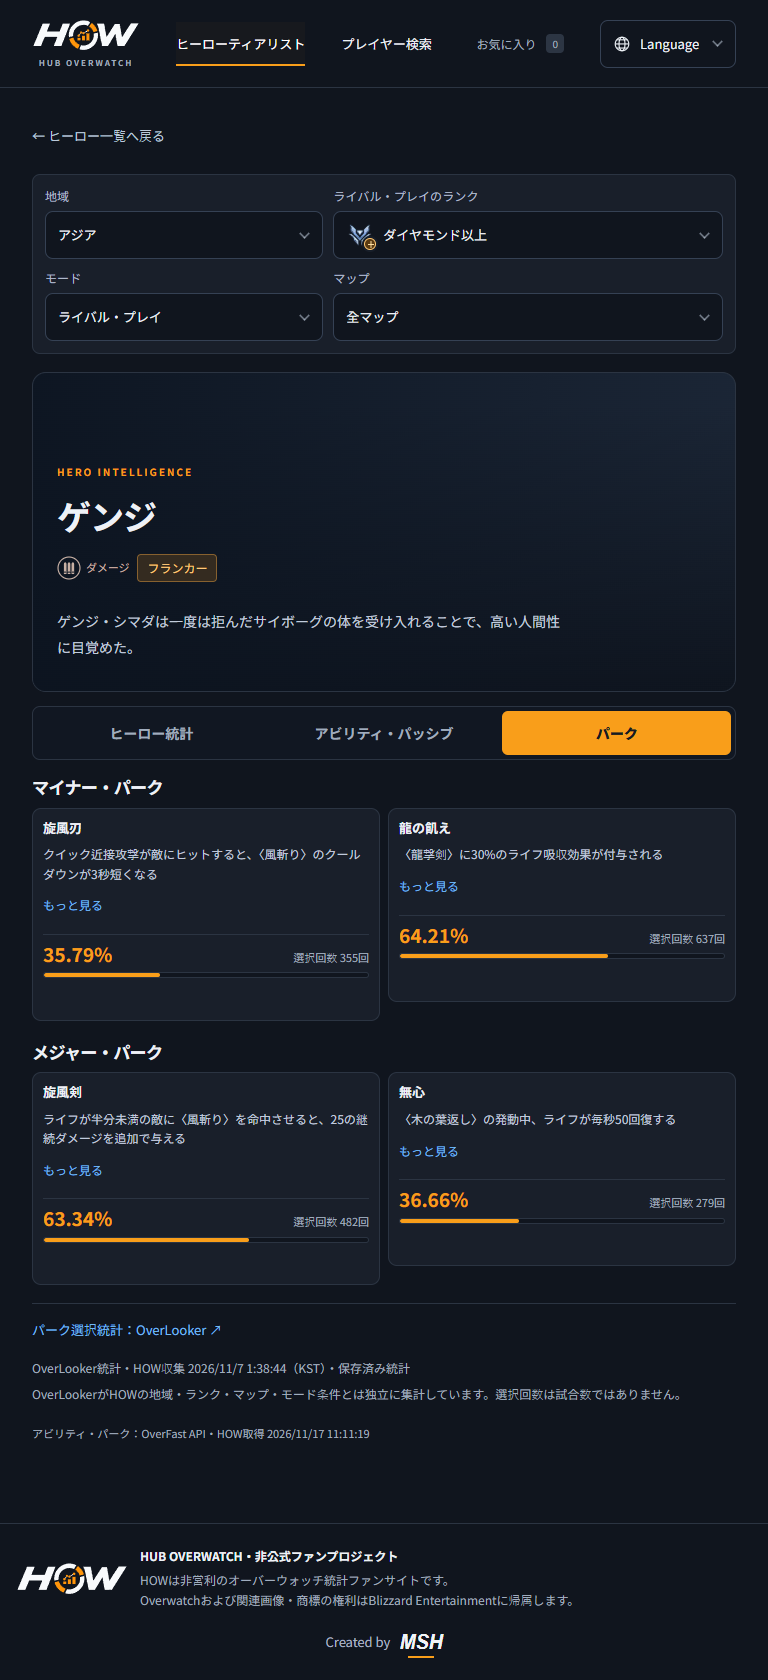 HOW
HUB OVERWATCH
ヒーローティアリスト
プレイヤー検索
お気に入り 0
Language
← ヒーロー一覧へ戻る
地域
ライバル・プレイのランク
アジア
ダイヤモンド以上
モード
マップ
ライバル・プレイ
全マップ
HERO INTELLIGENCE
ゲンジ
ダメージ フランカー
ゲンジ・シマダは一度は拒んだサイボーグの体を受け入れることで、高い人間性
に目覚めた。
ヒーロー統計
アビリティ・パッシブ
パーク
マイナー・パーク
旋風刃
クイック近接攻撃が敵にヒットすると、〈風斬り〉のクール
ダウンが3秒短くなる
もっと見る
35.79% 選択回数 355回
龍の飢え
〈龍撃剣〉に30%のライフ吸収効果が付与される
もっと見る
64.21% 選択回数 637回
メジャー・パーク
旋風剣
ライフが半分未満の敵に〈風斬り〉を命中させると、25の継
続ダメージを追加で与える
もっと見る
63.34% 選択回数 482回
無心
〈木の葉返し〉の発動中、ライフが毎秒50回復する
もっと見る
36.66% 選択回数 279回
パーク選択統計：OverLooker ↗
OverLooker統計・HOW収集 2026/11/7 1:38:44（KST）・保存済み統計
OverLookerがHOWの地域・ランク・マップ・モード条件とは独立に集計しています。選択回数は試合数ではありません。
アビリティ・パーク：OverFast API・HOW取得 2026/11/17 11:11:19
HOW
HUB OVERWATCH・非公式ファンプロジェクト
HOWは非営利のオーバーウォッチ統計ファンサイトです。
Overwatchおよび関連画像・商標の権利はBlizzard Entertainmentに帰属します。
Created by MSH